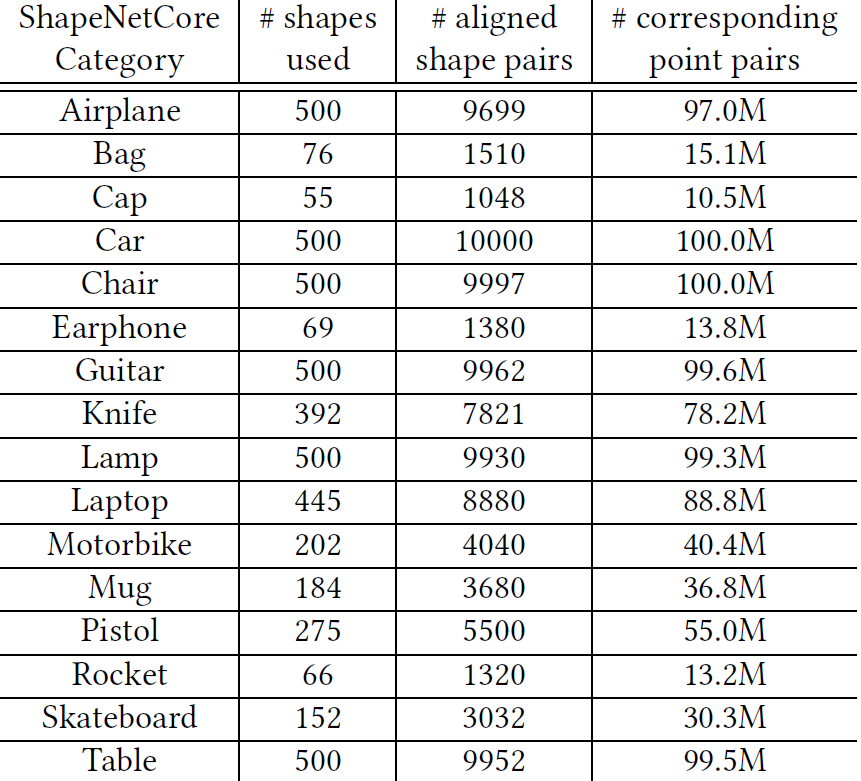 ShapeNetCore Category | # shapes used | # aligned shape pairs | # corresponding point pairs
Airplane | 500 | 9699 | 97.0M
Bag | 76 | 1510 | 15.1M
Cap | 55 | 1048 | 10.5M
Car | 500 | 10000 | 100.0M
Chair | 500 | 9997 | 100.0M
Earphone | 69 | 1380 | 13.8M
Guitar | 500 | 9962 | 99.6M
Knife | 392 | 7821 | 78.2M
Lamp | 500 | 9930 | 99.3M
Laptop | 445 | 8880 | 88.8M
Motorbike | 202 | 4040 | 40.4M
Mug | 184 | 3680 | 36.8M
Pistol | 275 | 5500 | 55.0M
Rocket | 66 | 1320 | 13.2M
Skateboard | 152 | 3032 | 30.3M
Table | 500 | 9952 | 99.5M